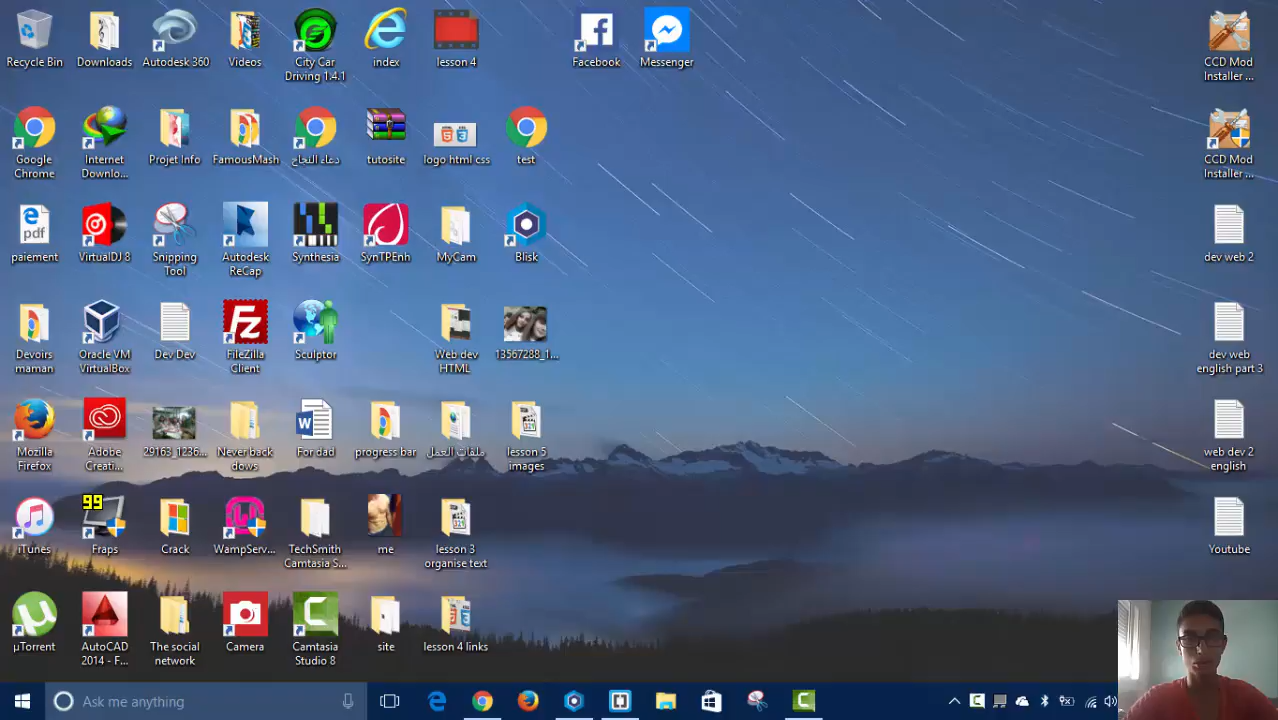 Recycle Bin
Downloads
Autodesk 360
Videos
City Car
Driving 1.4.1
index
lesson 4
Facebook
Messenger
CCD Mod
Installer ...
Google
Chrome
Internet
Downlo...
Projet Info
FamousMash
دعاء النجاح
tutosite
logo html css
test
CCD Mod
Installer ...
paiement
VirtualDJ 8
Snipping
Tool
Autodesk
ReCap
Synthesia
SynTPEnh
MyCam
Blisk
dev web 2
Devoirs
maman
Oracle VM
VirtualBox
Dev Dev
FileZilla
Client
Sculptor
Web dev
HTML
13567288_1...
dev web
english part 3
Mozilla
Firefox
Adobe
Creati...
29163_1236...
Never back
dows
For dad
progress bar
ملفات العمل
lesson 5
images
web dev 2
english
99
iTunes
Fraps
Crack
WampServ...
TechSmith
Camtasia S...
me
lesson 3
organise text
Youtube
µTorrent
AutoCAD
2014 - F...
The social
network
Camera
Camtasia
Studio 8
site
lesson 4 links
Ask me anything